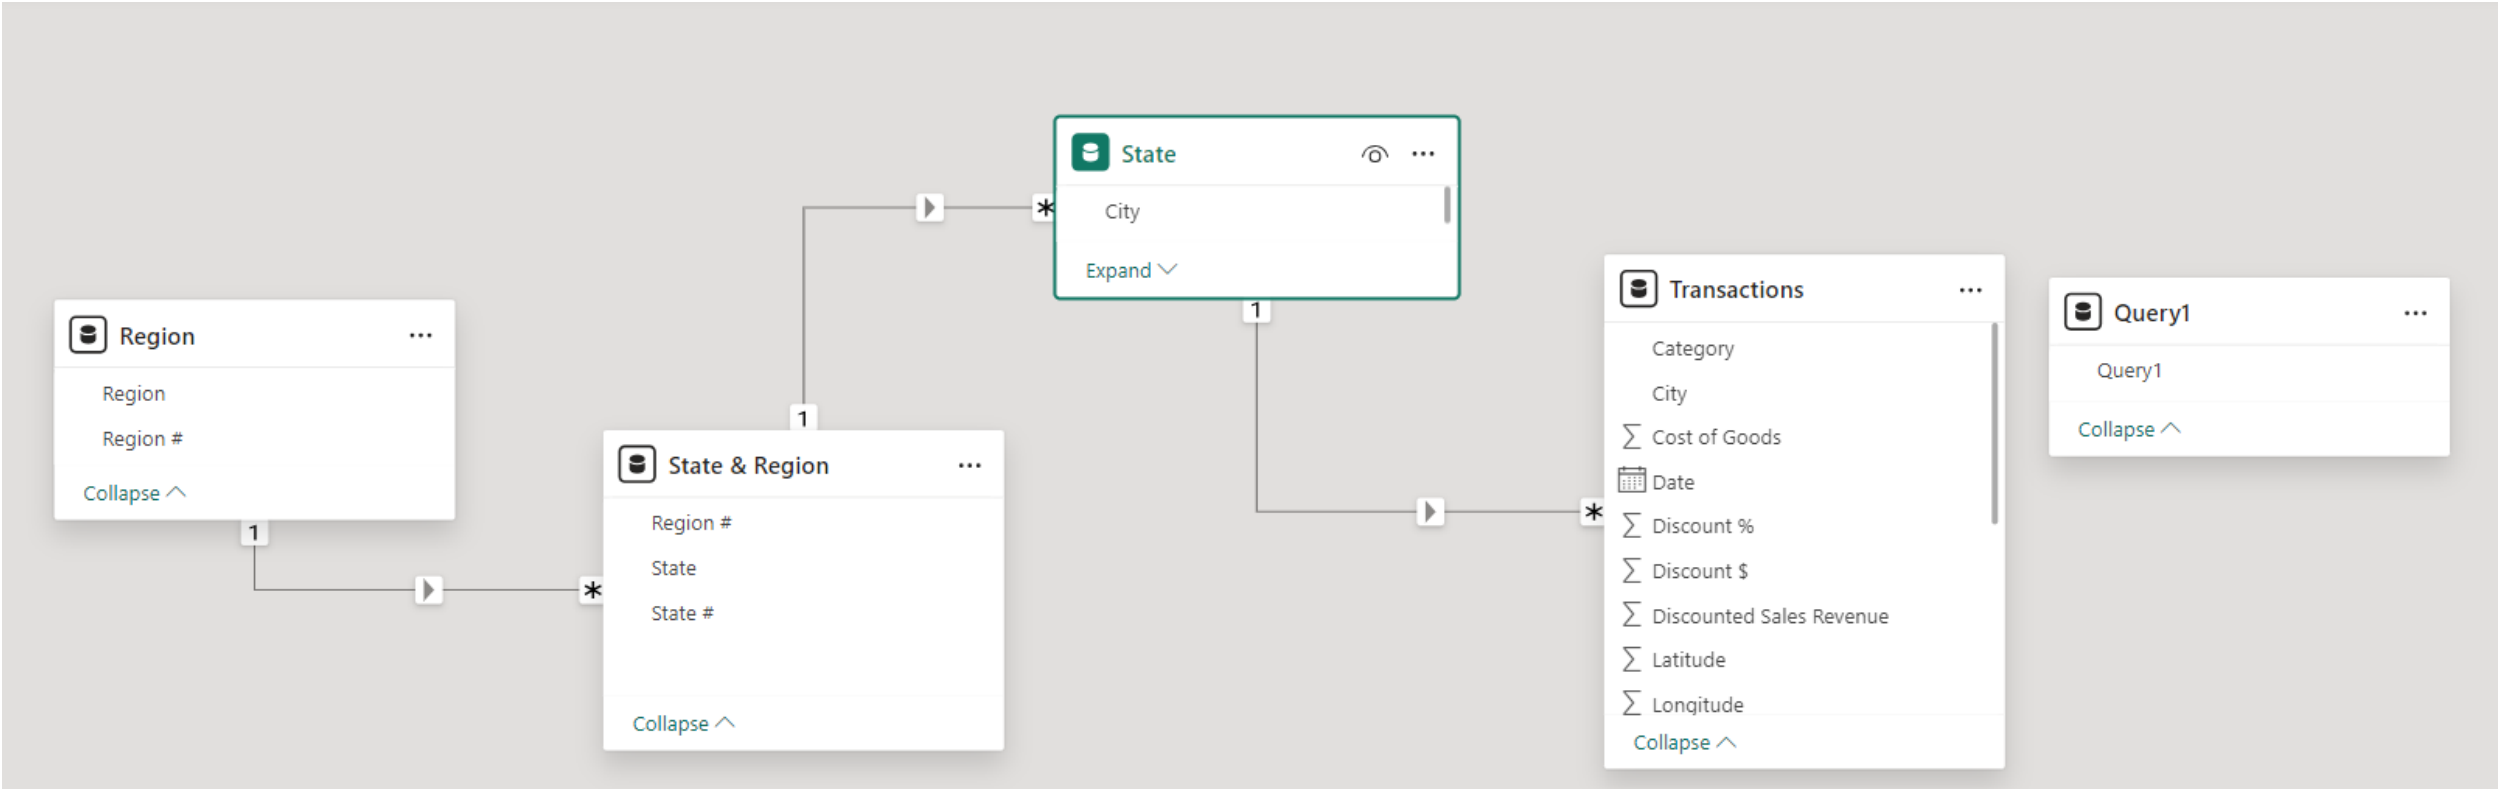 Region
Region
Region #
Collapse
1
*
State & Region
Region #
State
State #
Collapse
1
*
State
City
Expand
1
*
Transactions
Category
City
Cost of Goods
Date
Discount %
Discount $
Discounted Sales Revenue
Latitude
Longitude
Collapse
Query1
Query1
Collapse